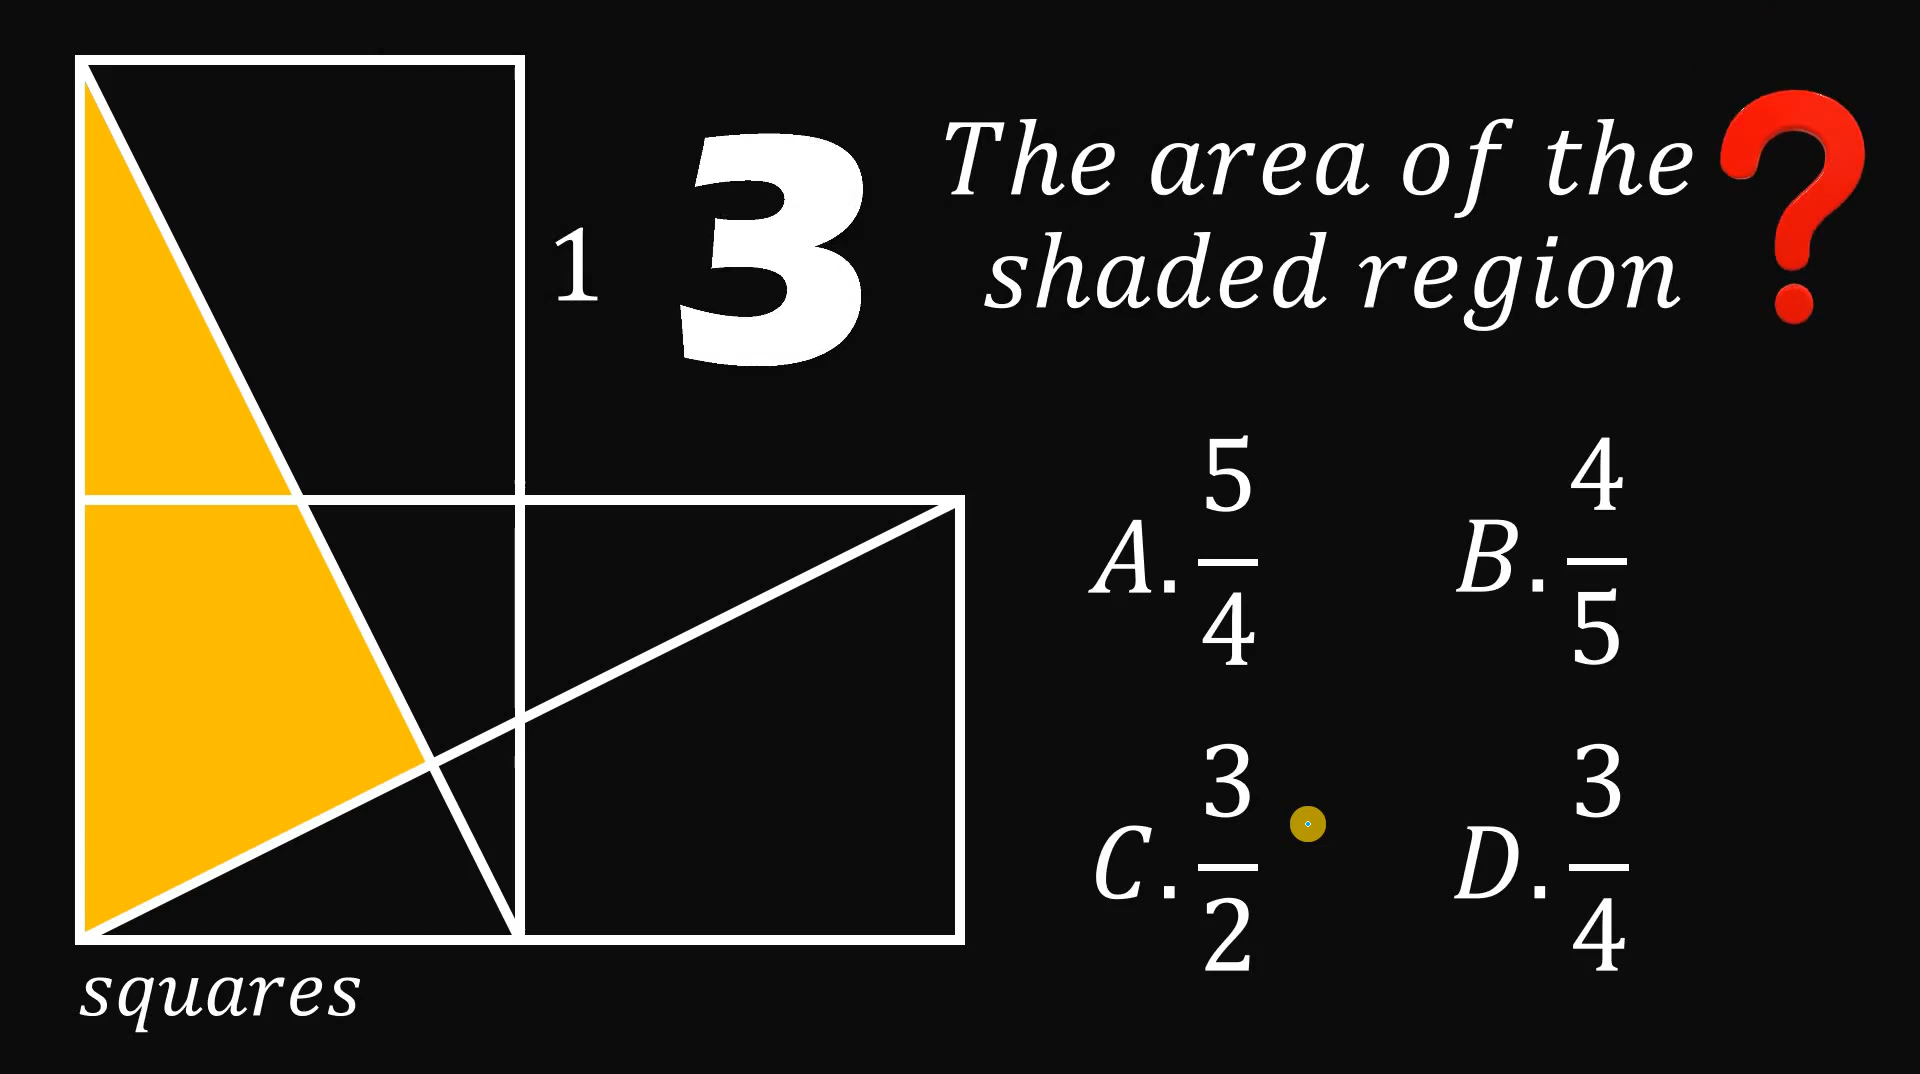 1
3
The area of the
shaded region ❓
A. 5/4
B. 4/5
C. 3/2
D. 3/4
squares